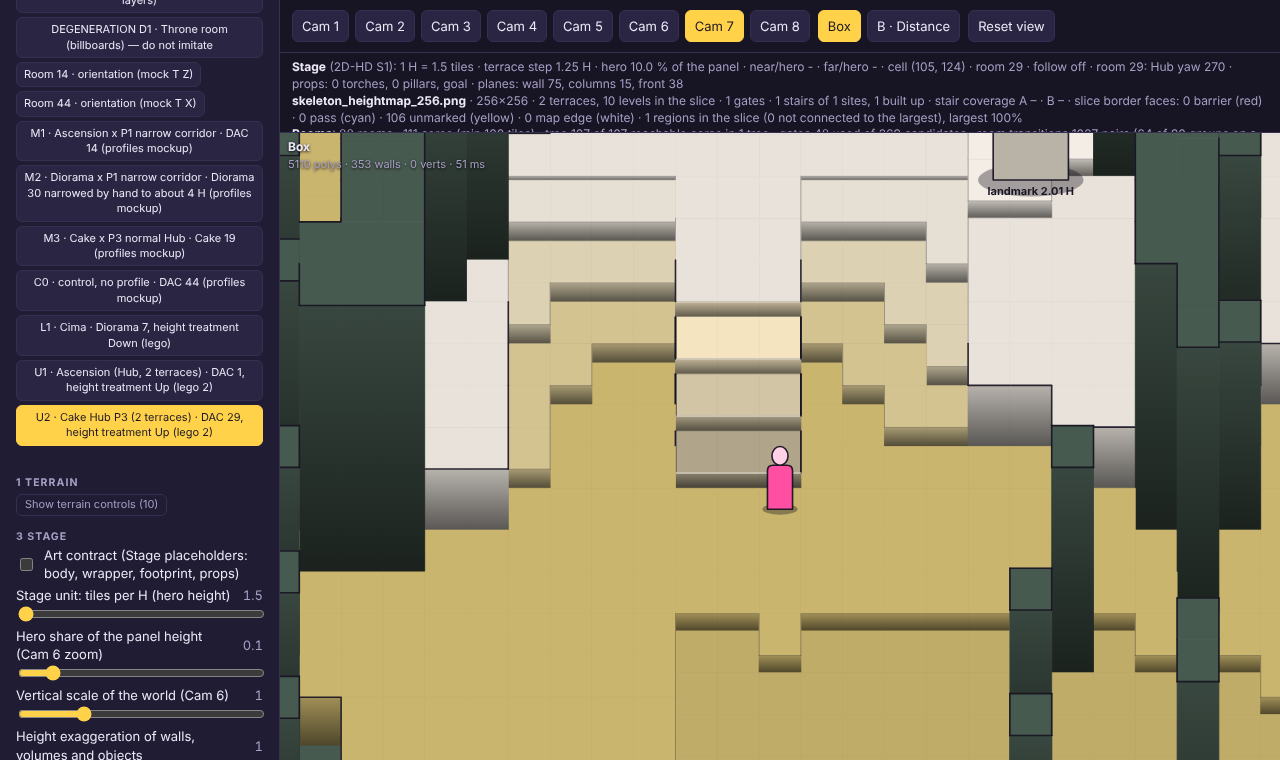 layers)
DEGENERATION D1 · Throne room
(billboards) — do not imitate
Room 14 · orientation (mock T Z)
Room 44 · orientation (mock T X)
M1 · Ascension x P1 narrow corridor · DAC
14 (profiles mockup)
M2 · Diorama x P1 narrow corridor · Diorama
30 narrowed by hand to about 4 H (profiles
mockup)
M3 · Cake x P3 normal Hub · Cake 19
(profiles mockup)
C0 · control, no profile · DAC 44 (profiles
mockup)
L1 · Cima · Diorama 7, height treatment
Down (lego)
U1 · Ascension (Hub, 2 terraces) · DAC 1,
height treatment Up (lego 2)
U2 · Cake Hub P3 (2 terraces) · DAC 29,
height treatment Up (lego 2)
1 TERRAIN
Show terrain controls (10)
3 STAGE
Art contract (Stage placeholders:
body, wrapper, footprint, props)
Stage unit: tiles per H (hero height) 1.5
Hero share of the panel height
(Cam 6 zoom) 0.1
Vertical scale of the world (Cam 6) 1
Height exaggeration of walls,
volumes and objects 1
Cam 1 Cam 2 Cam 3 Cam 4 Cam 5 Cam 6 Cam 7 Cam 8 Box B · Distance Reset view
Stage (2D-HD S1): 1 H = 1.5 tiles · terrace step 1.25 H · hero 10.0 % of the panel · near/hero - · far/hero - · cell (105, 124) · room 29 · follow off · room 29: Hub yaw 270 ·
props: 0 torches, 0 pillars, goal · planes: wall 75, columns 15, front 38
skeleton_heightmap_256.png · 256×256 · 2 terraces, 10 levels in the slice · 1 gates · 1 stairs of 1 sites, 1 built up · stair coverage A – · B – · slice border faces: 0 barrier (red)
· 0 pass (cyan) · 106 unmarked (yellow) · 0 map edge (white) · 1 regions in the slice (0 not connected to the largest), largest 100%
Box
5110 polys · 353 walls · 0 verts · 51 ms
landmark 2.01 H